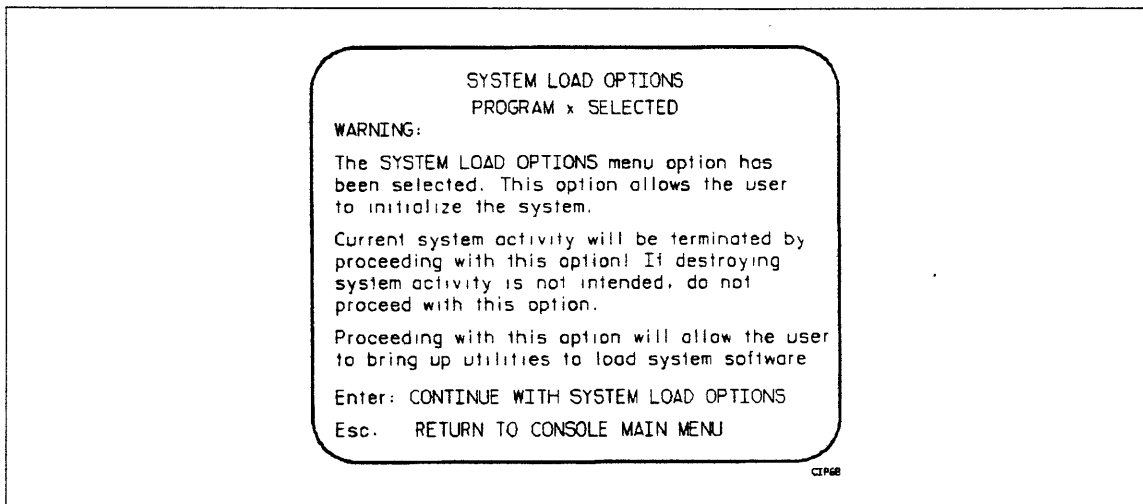 SYSTEM LOAD OPTIONS
PROGRAM x SELECTED
WARNING:
The SYSTEM LOAD OPTIONS menu option has
been selected. This option allows the user
to initialize the system.
Current system activity will be terminated by
proceeding with this option! If destroying
system activity is not intended, do not
proceed with this option.
Proceeding with this option will allow the user
to bring up utilities to load system software
Enter: CONTINUE WITH SYSTEM LOAD OPTIONS
Esc. RETURN TO CONSOLE MAIN MENU
CIP6B